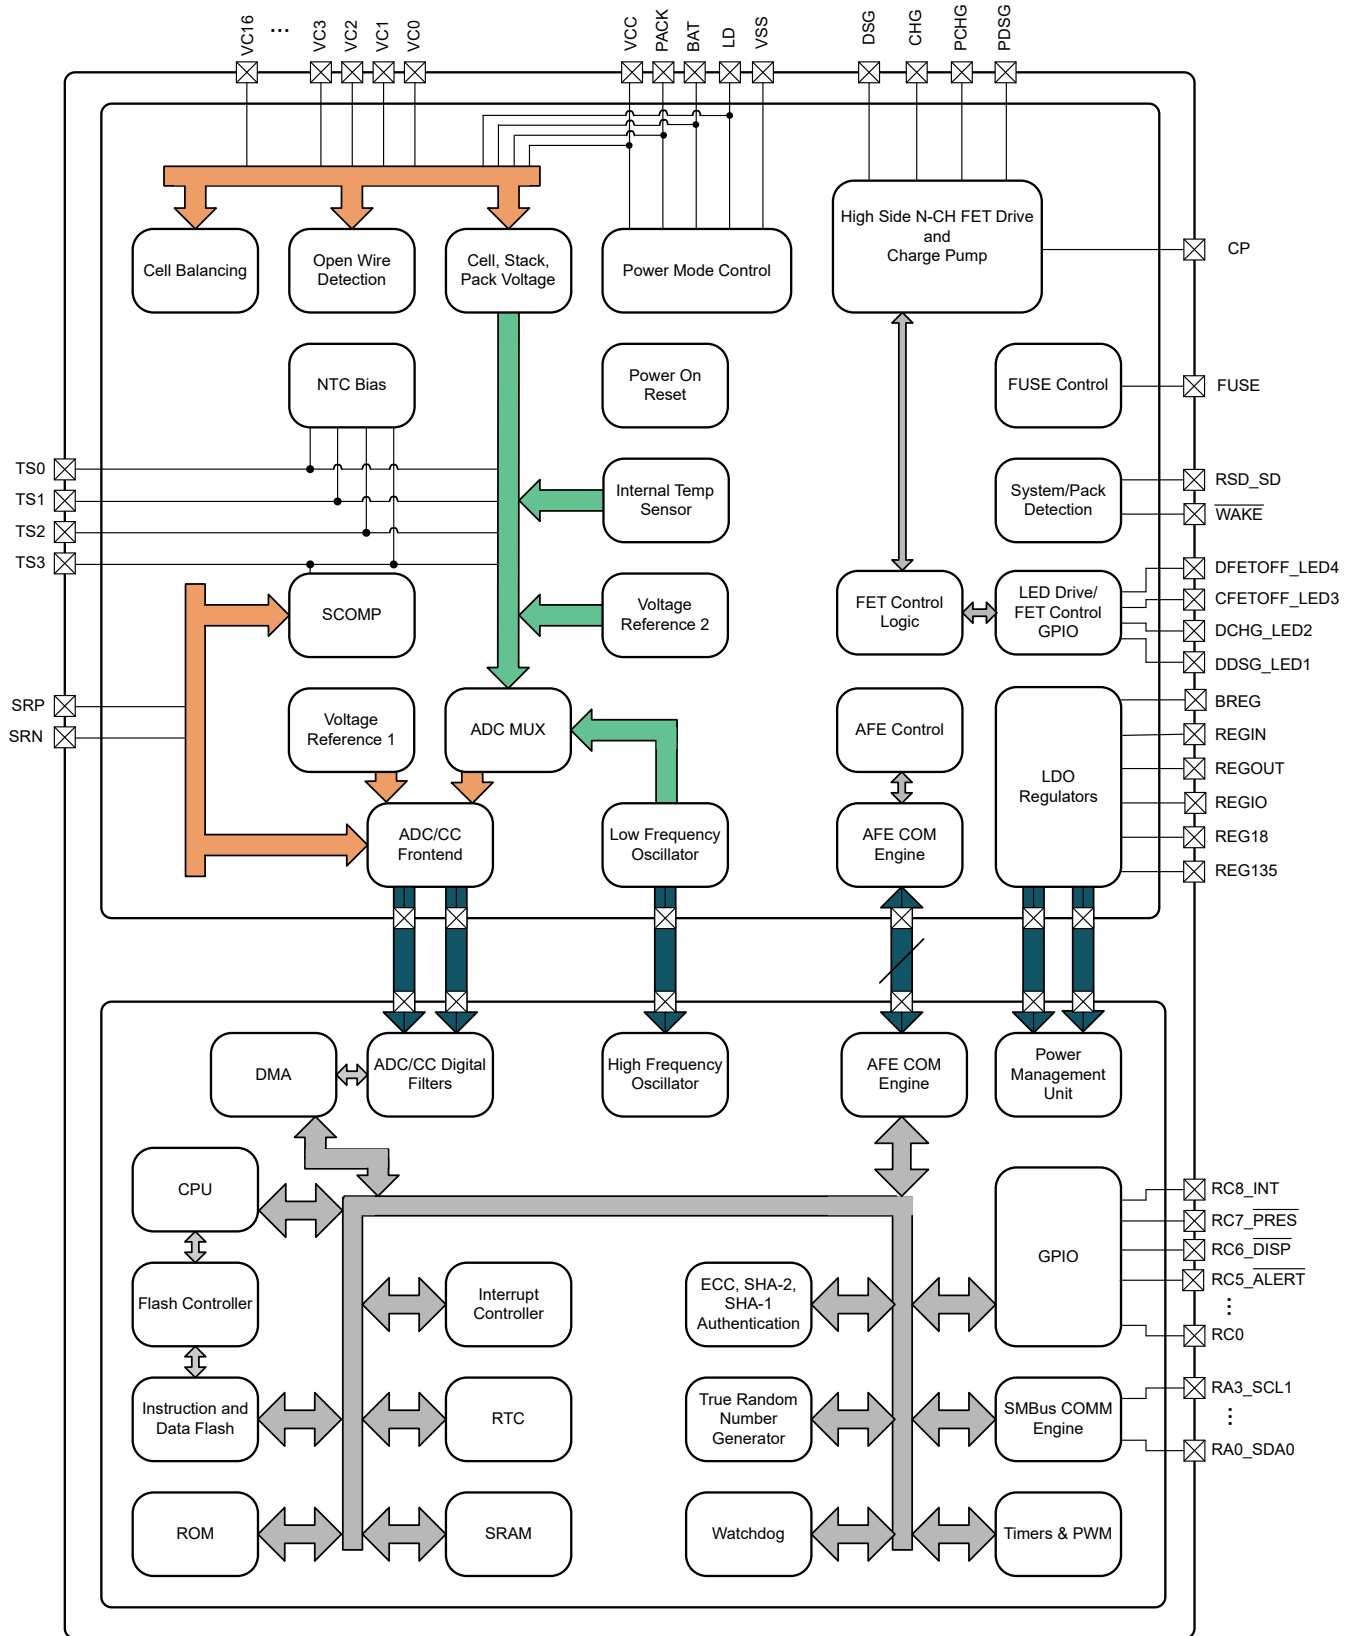 VC16
...
VC3
VC2
VC1
VC0
VCC
PACK
BAT
LD
VSS
DSG
CHG
PCHG
PDSG
Cell Balancing
Open Wire
Detection
Cell, Stack,
Pack Voltage
Power Mode Control
High Side N-CH FET Drive
and
Charge Pump
CP
NTC Bias
Power On
Reset
FUSE Control
FUSE
TS0
TS1
TS2
TS3
Internal Temp
Sensor
System/Pack
Detection
RSD_SD
WAKE
SCOMP
Voltage
Reference 2
FET Control
Logic
LED Drive/
FET Control
GPIO
DFETOFF_LED4
CFETOFF_LED3
DCHG_LED2
DDSG_LED1
SRP
SRN
Voltage
Reference 1
ADC MUX
AFE Control
LDO
Regulators
BREG
REGIN
REGOUT
REGIO
REG18
REG135
ADC/CC
Frontend
Low Frequency
Oscillator
AFE COM
Engine
DMA
ADC/CC Digital
Filters
High Frequency
Oscillator
AFE COM
Engine
Power
Management
Unit
CPU
GPIO
RC8_INT
RC7_PRES
RC6_DISP
RC5_ALERT
...
RC0
Flash Controller
Interrupt
Controller
ECC, SHA-2,
SHA-1
Authentication
Instruction and
Data Flash
RTC
True Random
Number
Generator
SMBus COMM
Engine
RA3_SCL1
...
RA0_SDA0
ROM
SRAM
Watchdog
Timers & PWM